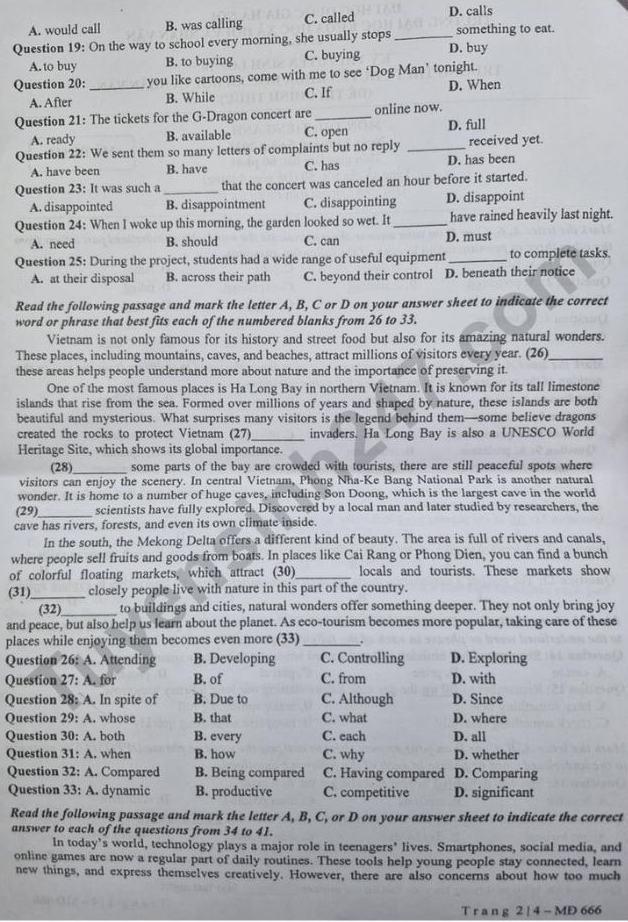 A. would call B. was calling C. called D. calls
Question 19: On the way to school every morning, she usually stops ________ something to eat.
A. to buy B. to buying C. buying D. buy
Question 20: ________ you like cartoons, come with me to see ‘Dog Man’ tonight.
A. After B. While C. If D. When
Question 21: The tickets for the G-Dragon concert are ________ online now.
A. ready B. available C. open D. full
Question 22: We sent them so many letters of complaints but no reply ________ received yet.
A. have been B. have C. has D. has been
Question 23: It was such a ________ that the concert was canceled an hour before it started.
A. disappointed B. disappointment C. disappointing D. disappoint
Question 24: When I woke up this morning, the garden looked so wet. It ________ have rained heavily last night.
A. need B. should C. can D. must
Question 25: During the project, students had a wide range of useful equipment ________ to complete tasks.
A. at their disposal B. across their path C. beyond their control D. beneath their notice
Read the following passage and mark the letter A, B, C or D on your answer sheet to indicate the correct
word or phrase that best fits each of the numbered blanks from 26 to 33.
Vietnam is not only famous for its history and street food but also for its amazing natural wonders.
These places, including mountains, caves, and beaches, attract millions of visitors every year. (26)________
these areas helps people understand more about nature and the importance of preserving it.
One of the most famous places is Ha Long Bay in northern Vietnam. It is known for its tall limestone
islands that rise from the sea. Formed over millions of years and shaped by nature, these islands are both
beautiful and mysterious. What surprises many visitors is the legend behind them—some believe dragons
created the rocks to protect Vietnam (27)________ invaders. Ha Long Bay is also a UNESCO World
Heritage Site, which shows its global importance.
(28)________ some parts of the bay are crowded with tourists, there are still peaceful spots where
visitors can enjoy the scenery. In central Vietnam, Phong Nha-Ke Bang National Park is another natural
wonder. It is home to a number of huge caves, including Son Doong, which is the largest cave in the world
(29)________ scientists have fully explored. Discovered by a local man and later studied by researchers, the
cave has rivers, forests, and even its own climate inside.
In the south, the Mekong Delta offers a different kind of beauty. The area is full of rivers and canals,
where people sell fruits and goods from boats. In places like Cai Rang or Phong Dien, you can find a bunch
of colorful floating markets, which attract (30)________ locals and tourists. These markets show
(31)________ closely people live with nature in this part of the country.
(32)________ to buildings and cities, natural wonders offer something deeper. They not only bring joy
and peace, but also help us learn about the planet. As eco-tourism becomes more popular, taking care of these
places while enjoying them becomes even more (33) ________.
Question 26: A. Attending B. Developing C. Controlling D. Exploring
Question 27: A. for B. of C. from D. with
Question 28: A. In spite of B. Due to C. Although D. Since
Question 29: A. whose B. that C. what D. where
Question 30: A. both B. every C. each D. all
Question 31: A. when B. how C. why D. whether
Question 32: A. Compared B. Being compared C. Having compared D. Comparing
Question 33: A. dynamic B. productive C. competitive D. significant
Read the following passage and mark the letter A, B, C, or D on your answer sheet to indicate the correct
answer to each of the questions from 34 to 41.
In today's world, technology plays a major role in teenagers' lives. Smartphones, social media, and
online games are now a regular part of daily routines. These tools help young people stay connected, learn
new things, and express themselves creatively. However, there are also concerns about how too much
Trang 2|4 – MĐ 666
Tuyensinh247.com